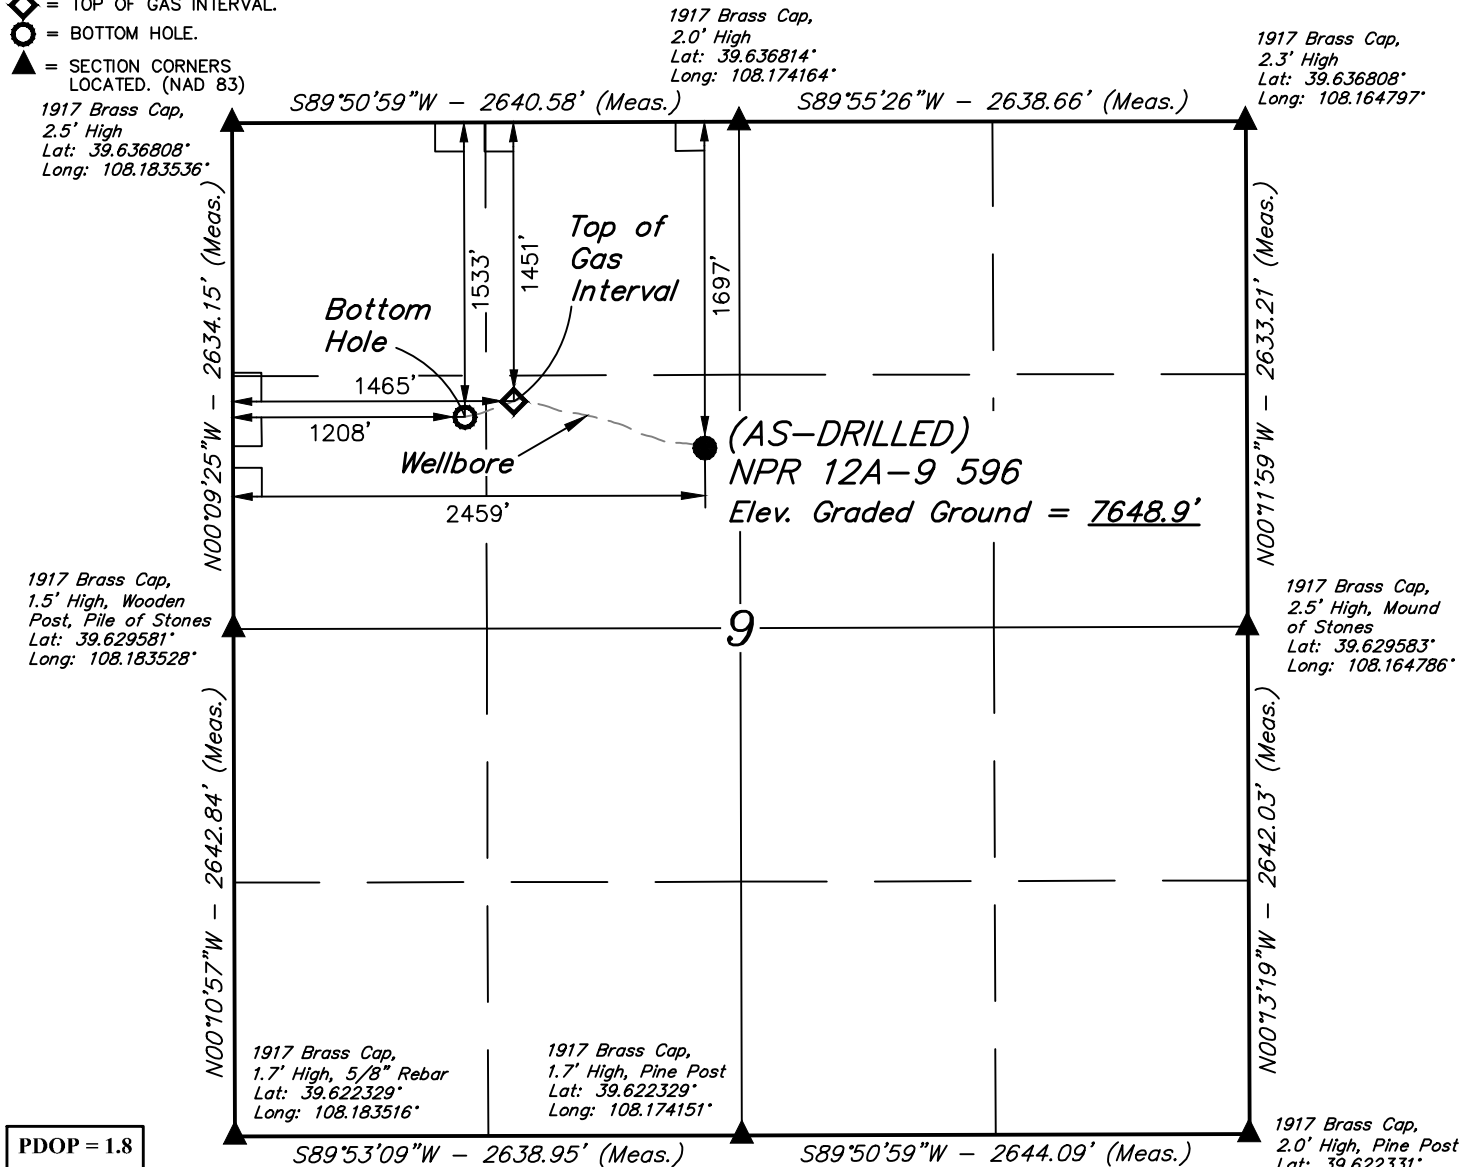 = TOP OF GAS INTERVAL.
= BOTTOM HOLE.
= SECTION CORNERS
LOCATED. (NAD 83)
1917 Brass Cap,
2.0' High
Lat: 39.636814°
Long: 108.174164°
1917 Brass Cap,
2.3' High
Lat: 39.636808°
Long: 108.164797°
1917 Brass Cap,
2.5' High
Lat: 39.636808°
Long: 108.183536°
S89°50'59"W - 2640.58' (Meas.)
S89°55'26"W - 2638.66' (Meas.)
N00°09'25"W - 2634.15' (Meas.)
N00°11'59"W - 2633.21' (Meas.)
1533'
1451'
1697'
Top of
Gas
Interval
Bottom
Hole
1465'
1208'
Wellbore
2459'
(AS-DRILLED)
NPR 12A-9 596
Elev. Graded Ground = 7648.9'
1917 Brass Cap,
1.5' High, Wooden
Post, Pile of Stones
Lat: 39.629581°
Long: 108.183528°
9
1917 Brass Cap,
2.5' High, Mound
of Stones
Lat: 39.629583°
Long: 108.164786°
N00°10'57"W - 2642.84' (Meas.)
N00°13'19"W - 2642.03' (Meas.)
1917 Brass Cap,
1.7' High, 5/8" Rebar
Lat: 39.622329°
Long: 108.183516°
1917 Brass Cap,
1.7' High, Pine Post
Lat: 39.622329°
Long: 108.174151°
1917 Brass Cap,
2.0' High, Pine Post
Lat: 39.622331°
PDOP = 1.8
S89°53'09"W - 2638.95' (Meas.)
S89°50'59"W - 2644.09' (Meas.)